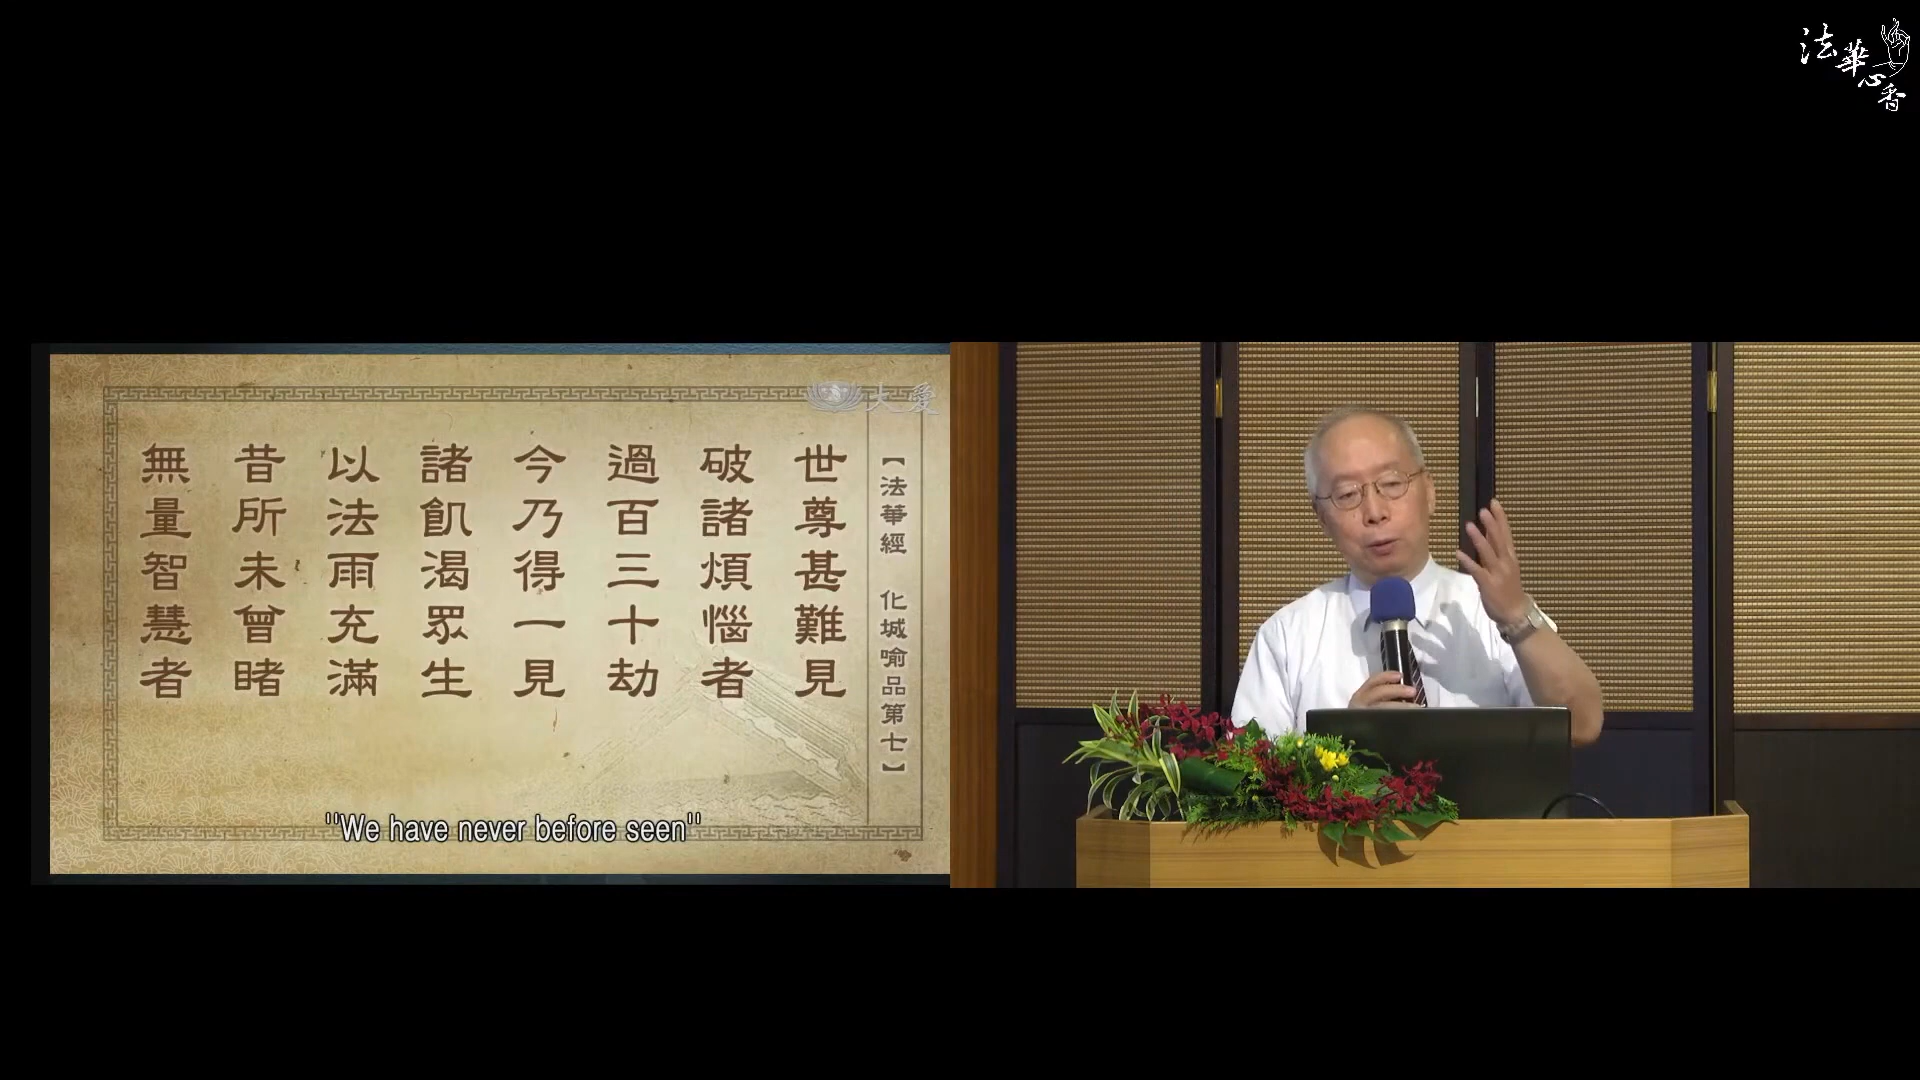 法華心香
大愛
【法華經 化城喻品第七】
世尊甚難見
破諸煩惱者
過百三十劫
今乃得一見
諸飢渴眾生
以法雨充滿
昔所未曾睹
無量智慧者
"We have never before seen"